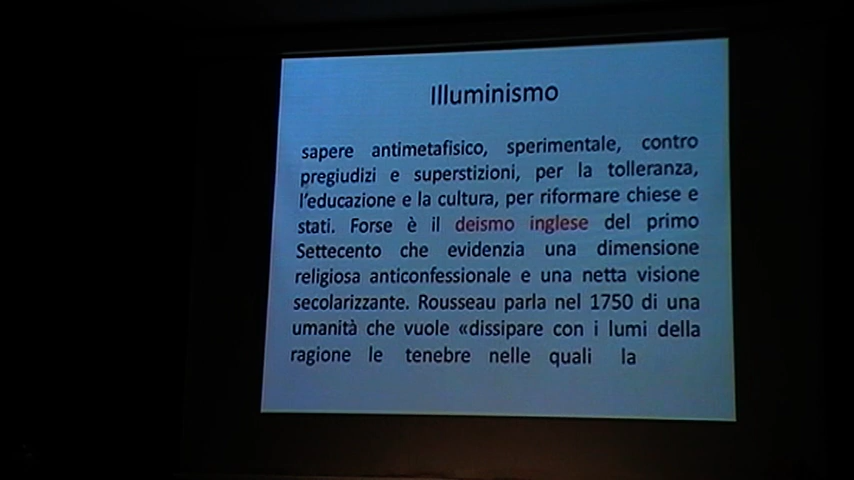 Illuminismo
sapere antimetafisico, sperimentale, contro
pregiudizi e superstizioni, per la tolleranza,
l'educazione e la cultura, per riformare chiese e
stati. Forse è il deismo inglese del primo
Settecento che evidenzia una dimensione
religiosa anticonfessionale e una netta visione
secolarizzante. Rousseau parla nel 1750 di una
umanità che vuole «dissipare con i lumi della
ragione le tenebre nelle quali la